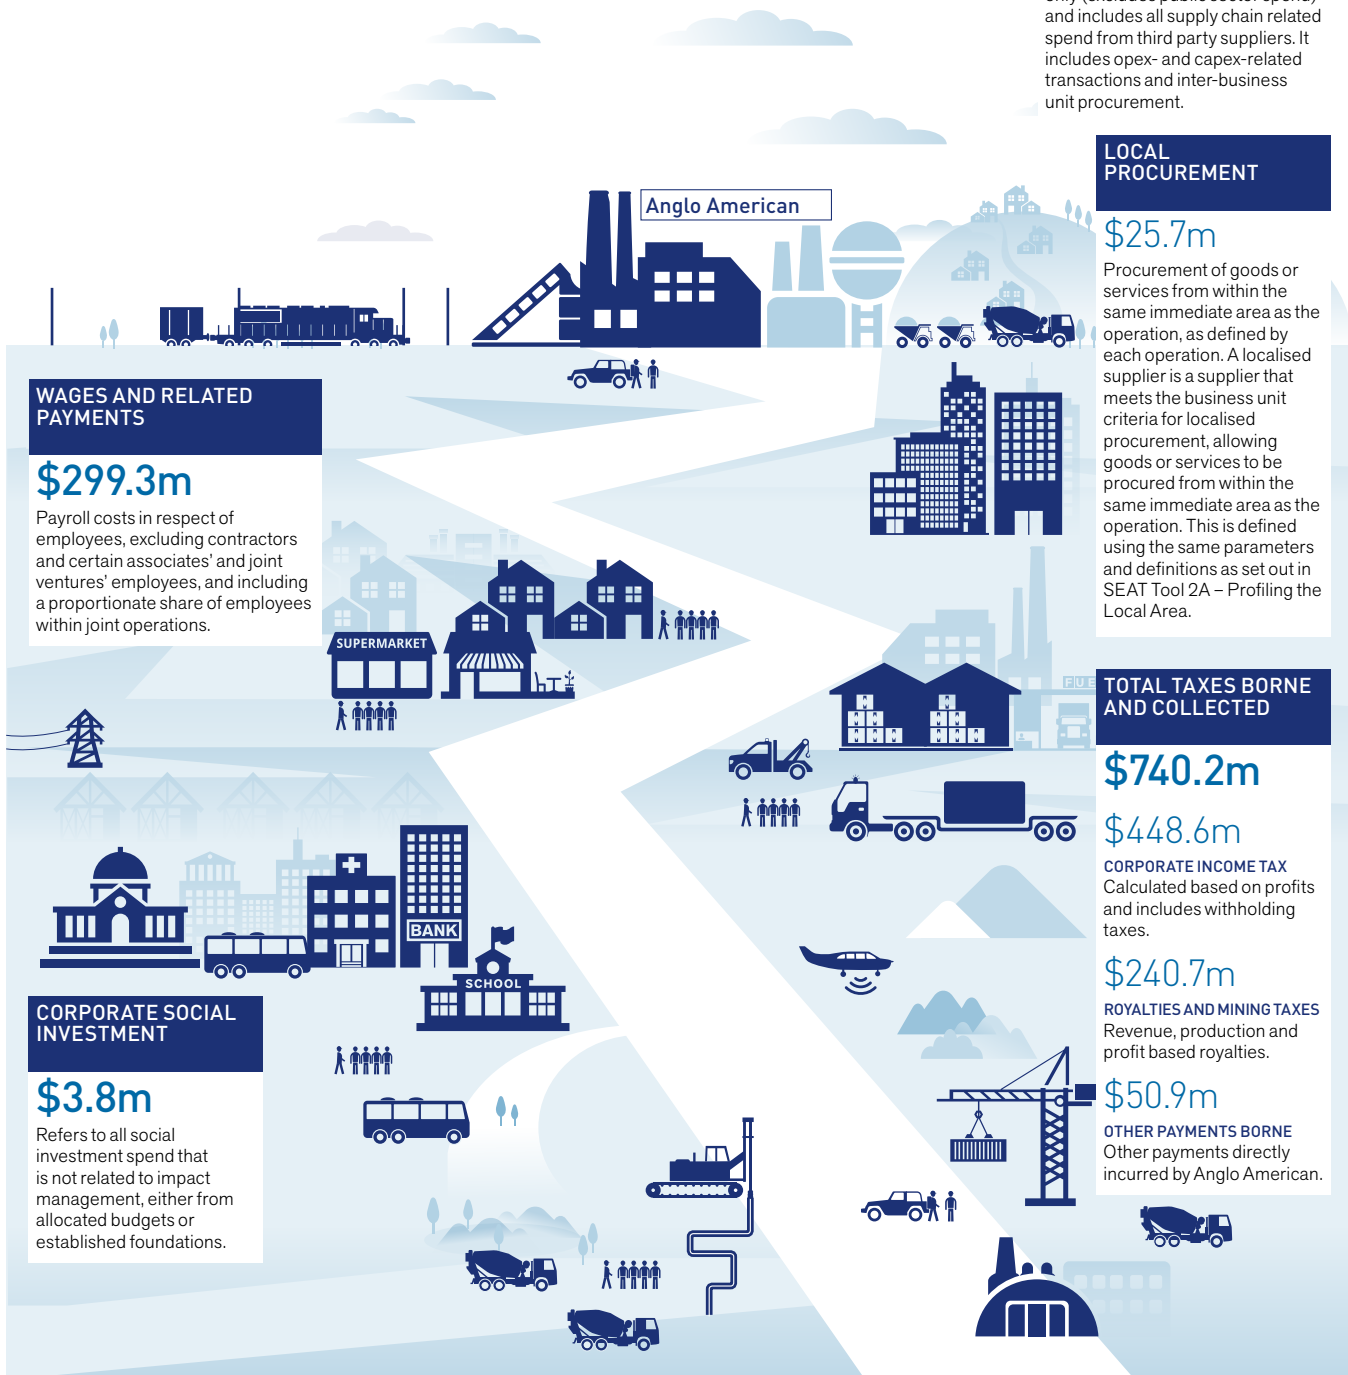 only (excludes public sector spend)
and includes all supply chain related
spend from third party suppliers. It
includes opex- and capex-related
transactions and inter-business
unit procurement.
LOCAL
PROCUREMENT
$25.7m
Procurement of goods or
services from within the
same immediate area as the
operation, as defined by
each operation. A localised
supplier is a supplier that
meets the business unit
criteria for localised
procurement, allowing
goods or services to be
procured from within the
same immediate area as the
operation. This is defined
using the same parameters
and definitions as set out in
SEAT Tool 2A – Profiling the
Local Area.
Anglo American
WAGES AND RELATED
PAYMENTS
$299.3m
Payroll costs in respect of
employees, excluding contractors
and certain associates’ and joint
ventures’ employees, and including
a proportionate share of employees
within joint operations.
SUPERMARKET
FUE
TOTAL TAXES BORNE
AND COLLECTED
$740.2m
$448.6m
CORPORATE INCOME TAX
Calculated based on profits
and includes withholding
taxes.
$240.7m
ROYALTIES AND MINING TAXES
Revenue, production and
profit based royalties.
$50.9m
OTHER PAYMENTS BORNE
Other payments directly
incurred by Anglo American.
BANK
SCHOOL
CORPORATE SOCIAL
INVESTMENT
$3.8m
Refers to all social
investment spend that
is not related to impact
management, either from
allocated budgets or
established foundations.